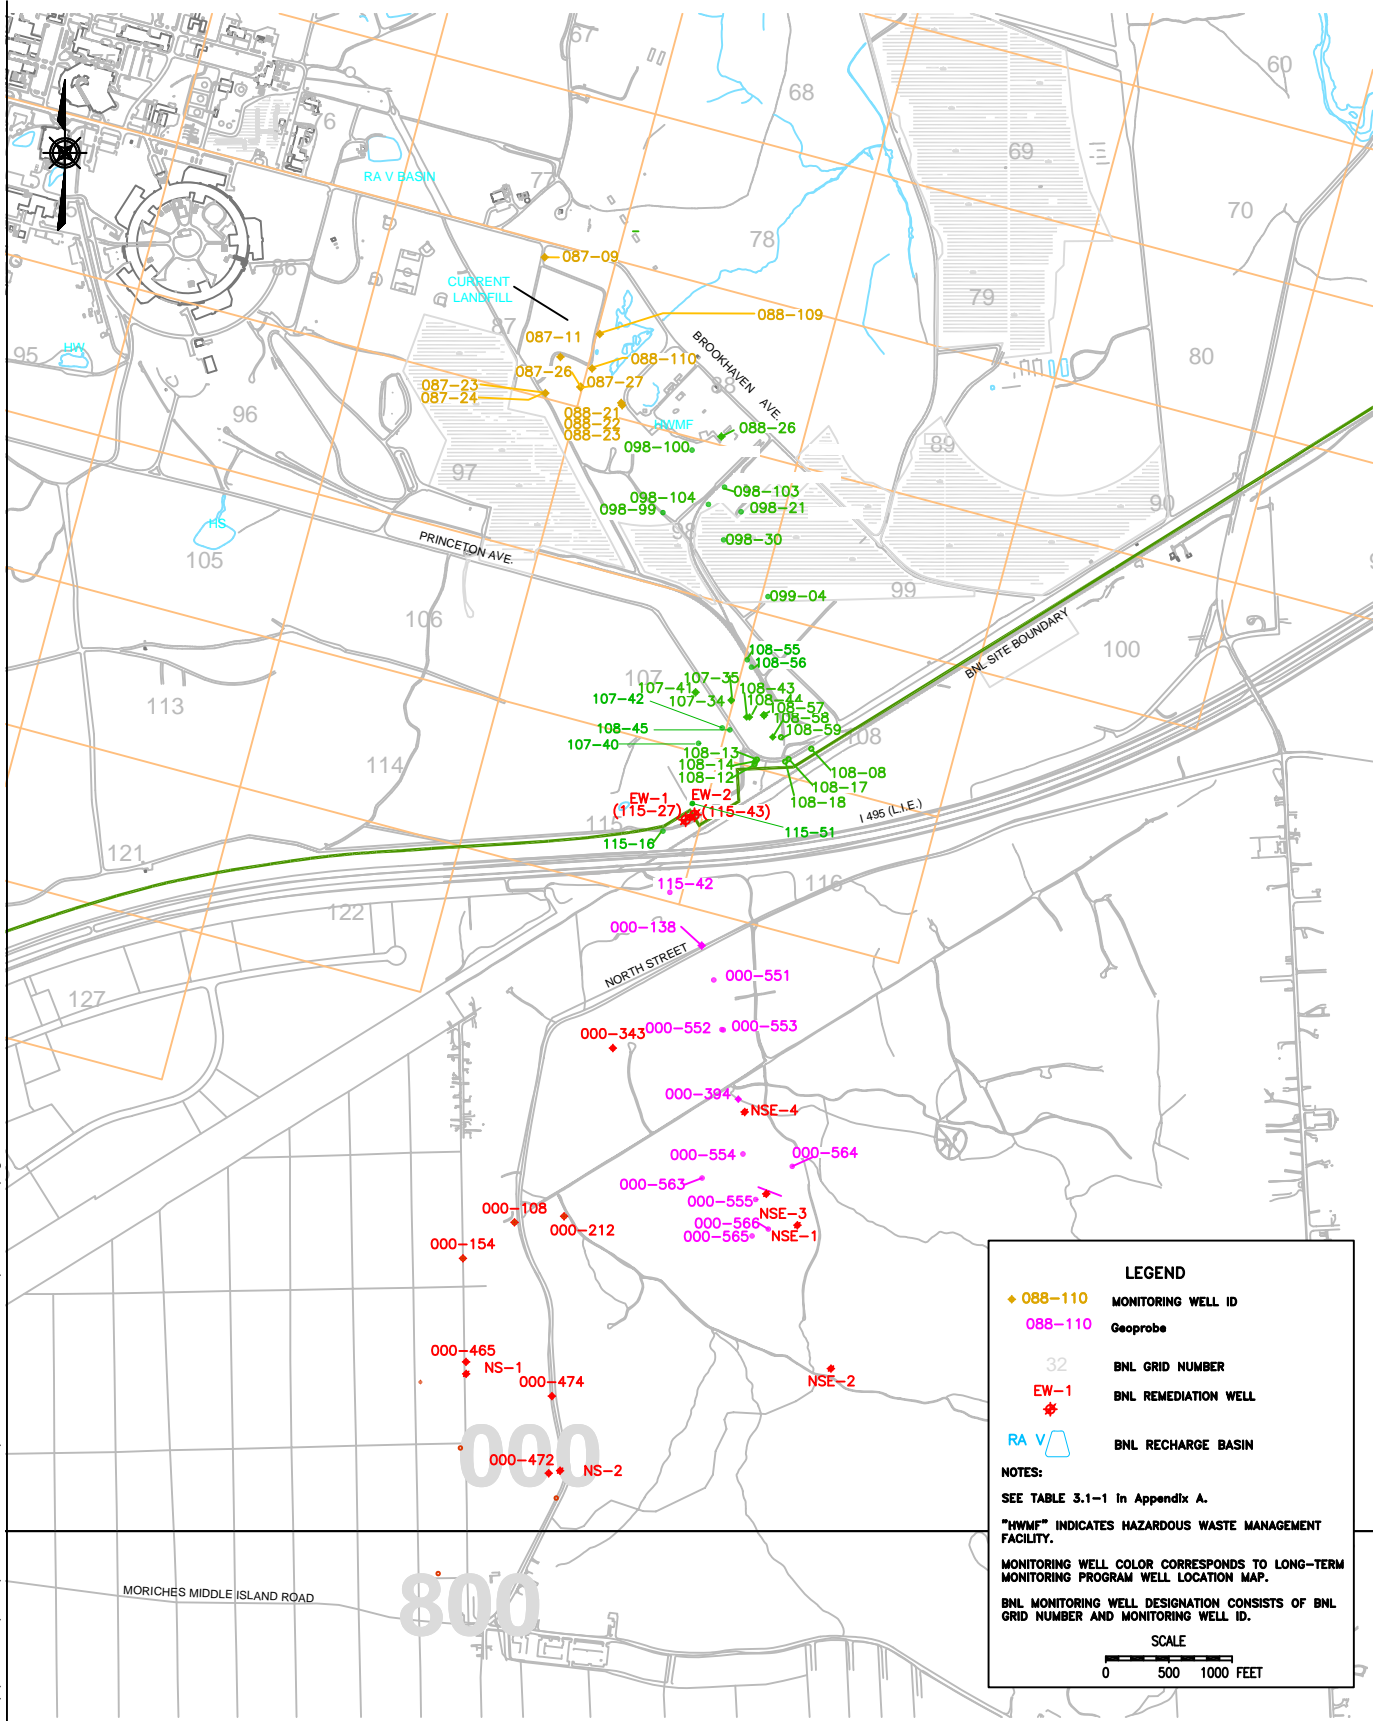 67
60
68
76
69
RA V BASIN
77
70
78
087-09
86
CURRENT
LANDFILL
79
87
088-109
087-11
BROOKHAVEN AVE.
95
HW
80
088-110
087-26
88
087-23
087-27
087-24
96
088-21
088-22
088-23
HWMF
088-26
89
098-100
97
098-103
098-104
90
098-99
098-21
HS
98
PRINCETON AVE.
098-30
105
99
099-04
106
BNL SITE BOUNDARY
100
108-55
108-56
107
107-35
107-41
108-43
107-42
107-34
108-44
113
108-57
108-58
108-45
108-59
108
107-40
108-13
114
108-14
108-08
108-12
108-17
EW-1
EW-2
108-18
(115-27)
(115-43)
I 495 (L.I.E.)
115
115-51
115-16
121
115-42
116
122
000-138
NORTH STREET
000-551
127
000-552
000-553
000-343
000-394
NSE-4
000-554
000-564
000-563
000-555
000-108
NSE-3
000-566
000-212
000-565
NSE-1
000-154
000-465
NS-1
000-474
NSE-2
000
000-472
NS-2
MORICHES MIDDLE ISLAND ROAD
800
LEGEND
088-110 MONITORING WELL ID
088-110 Geoprobe
32 BNL GRID NUMBER
EW-1 BNL REMEDIATION WELL
RA V BNL RECHARGE BASIN
NOTES:
SEE TABLE 3.1-1 in Appendix A.
"HWMF" INDICATES HAZARDOUS WASTE MANAGEMENT
FACILITY.
MONITORING WELL COLOR CORRESPONDS TO LONG-TERM
MONITORING PROGRAM WELL LOCATION MAP.
BNL MONITORING WELL DESIGNATION CONSISTS OF BNL
GRID NUMBER AND MONITORING WELL ID.
SCALE
0 500 1000 FEET